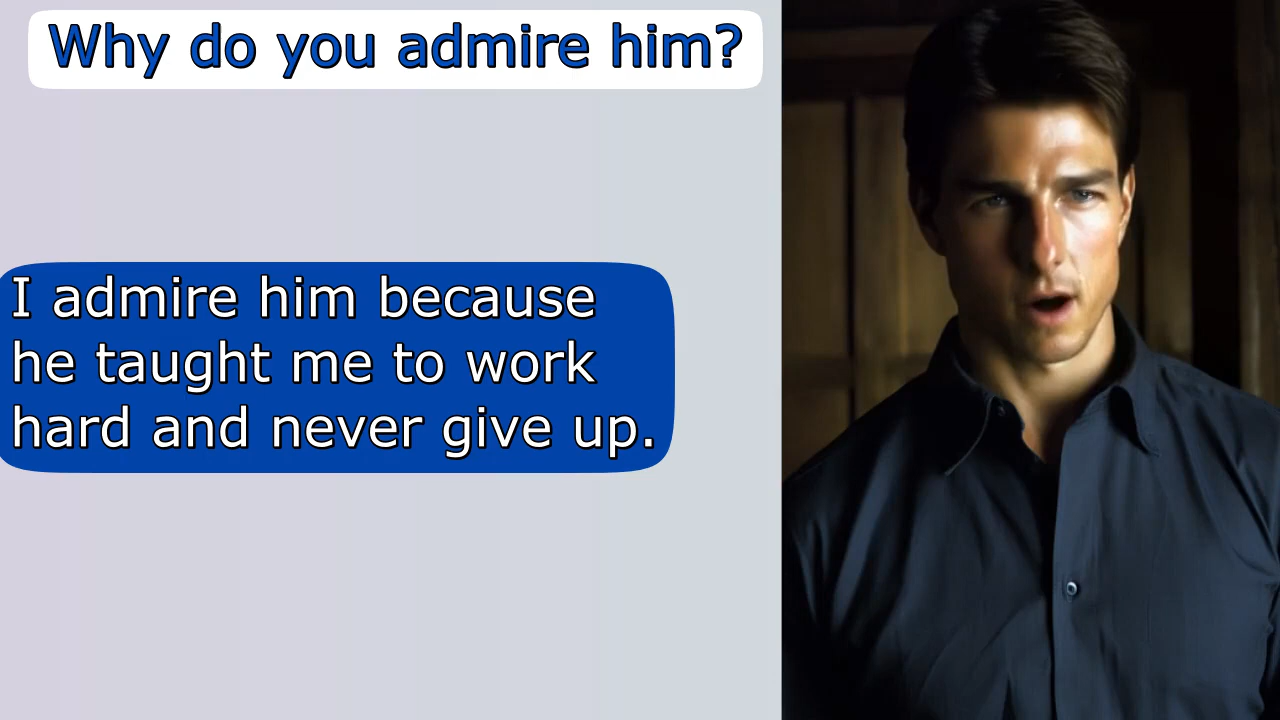 Why do you admire him?
I admire him because
he taught me to work
hard and never give up.